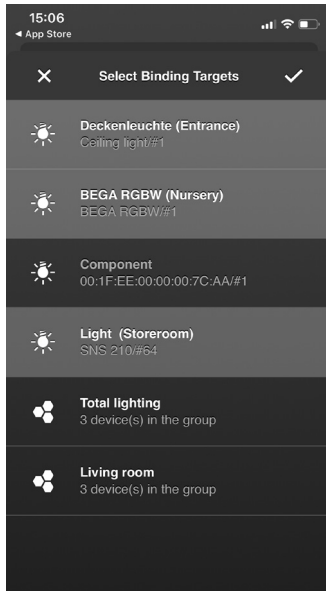 15:06
◀ App Store
Select Binding Targets
Deckenleuchte (Entrance)
Ceiling light/#1
BEGA RGBW (Nursery)
BEGA RGBW/#1
Component
00:1F:EE:00:00:00:7C:AA/#1
Light (Storeroom)
SNS 210/#64
Total lighting
3 device(s) in the group
Living room
3 device(s) in the group